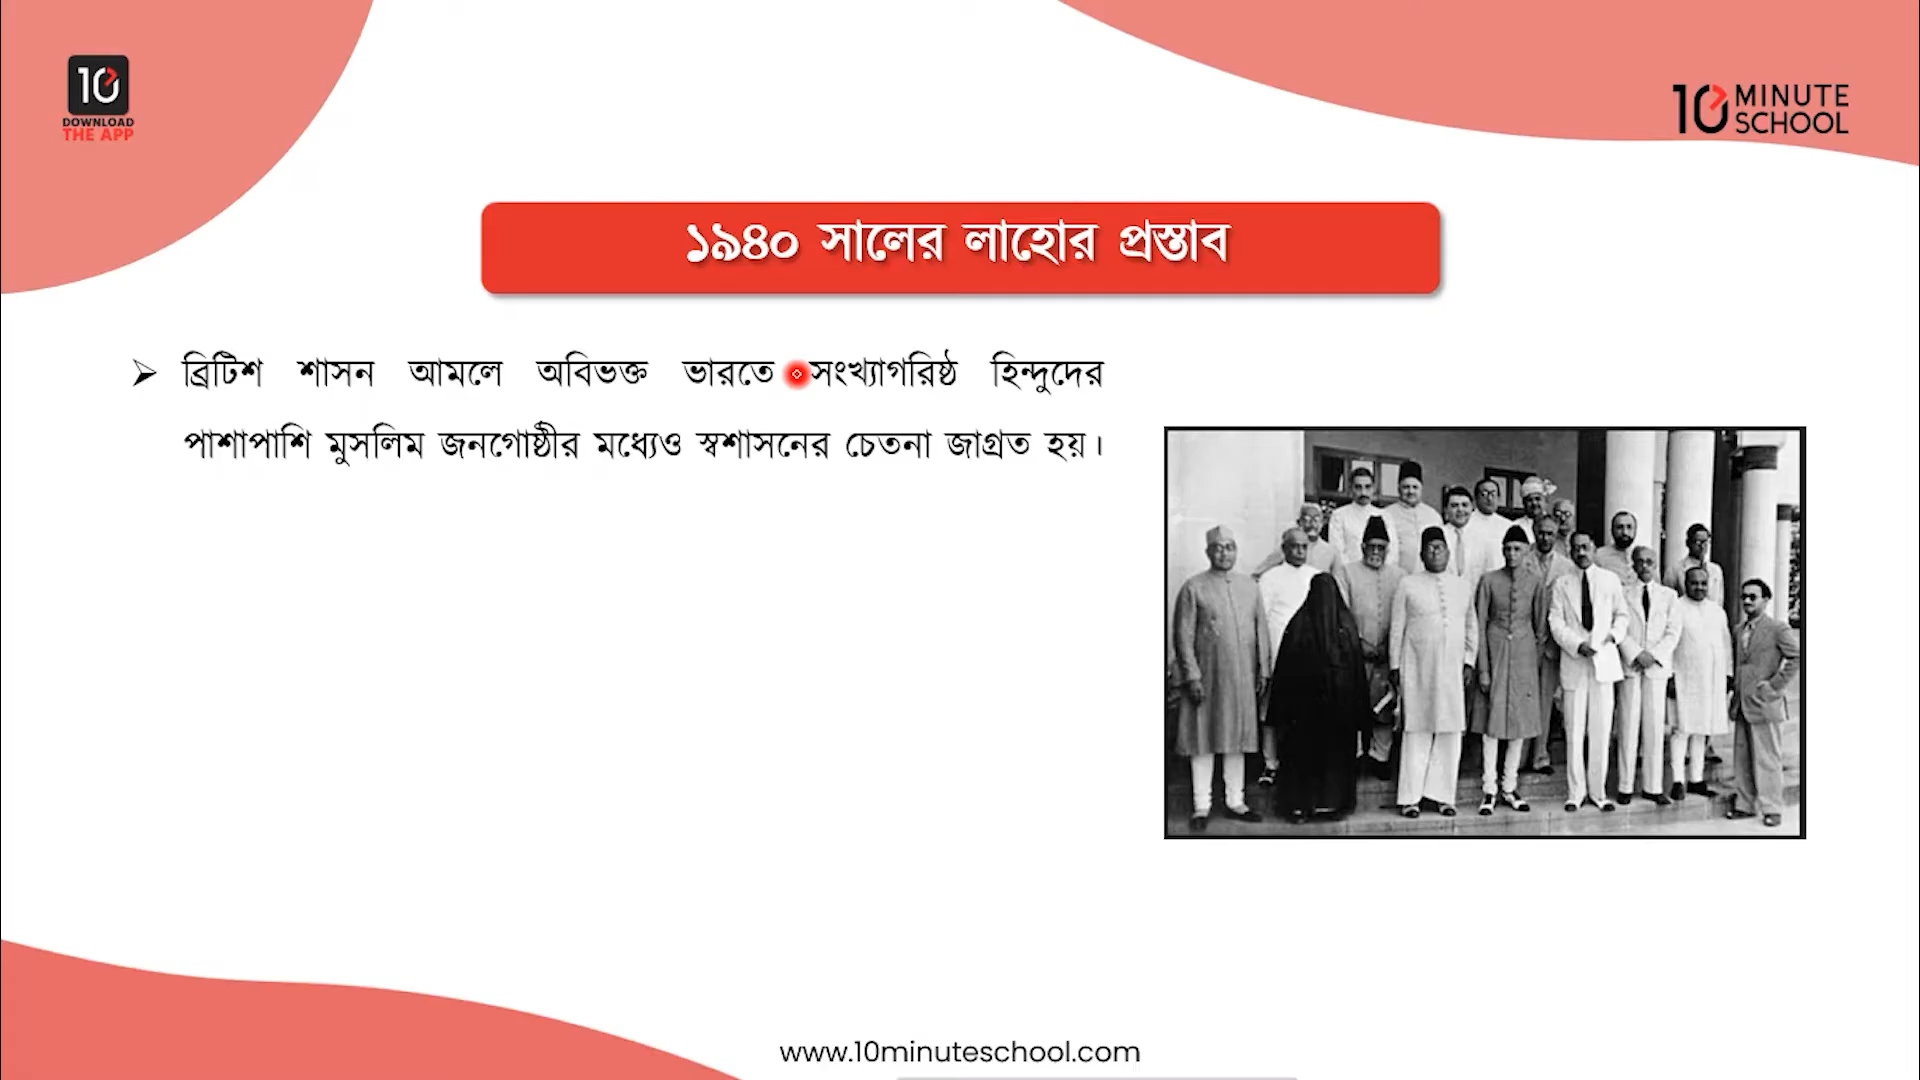 10
DOWNLOAD
THE APP
10 MINUTE
SCHOOL
১৯৪০ সালের লাহোর প্রস্তাব
ব্রিটিশ শাসন আমলে অবিভক্ত ভারতে সংখ্যাগরিষ্ঠ হিন্দুদের
পাশাপাশি মুসলিম জনগোষ্ঠীর মধ্যেও স্বশাসনের চেতনা জাগ্রত হয়।
www.10minuteschool.com